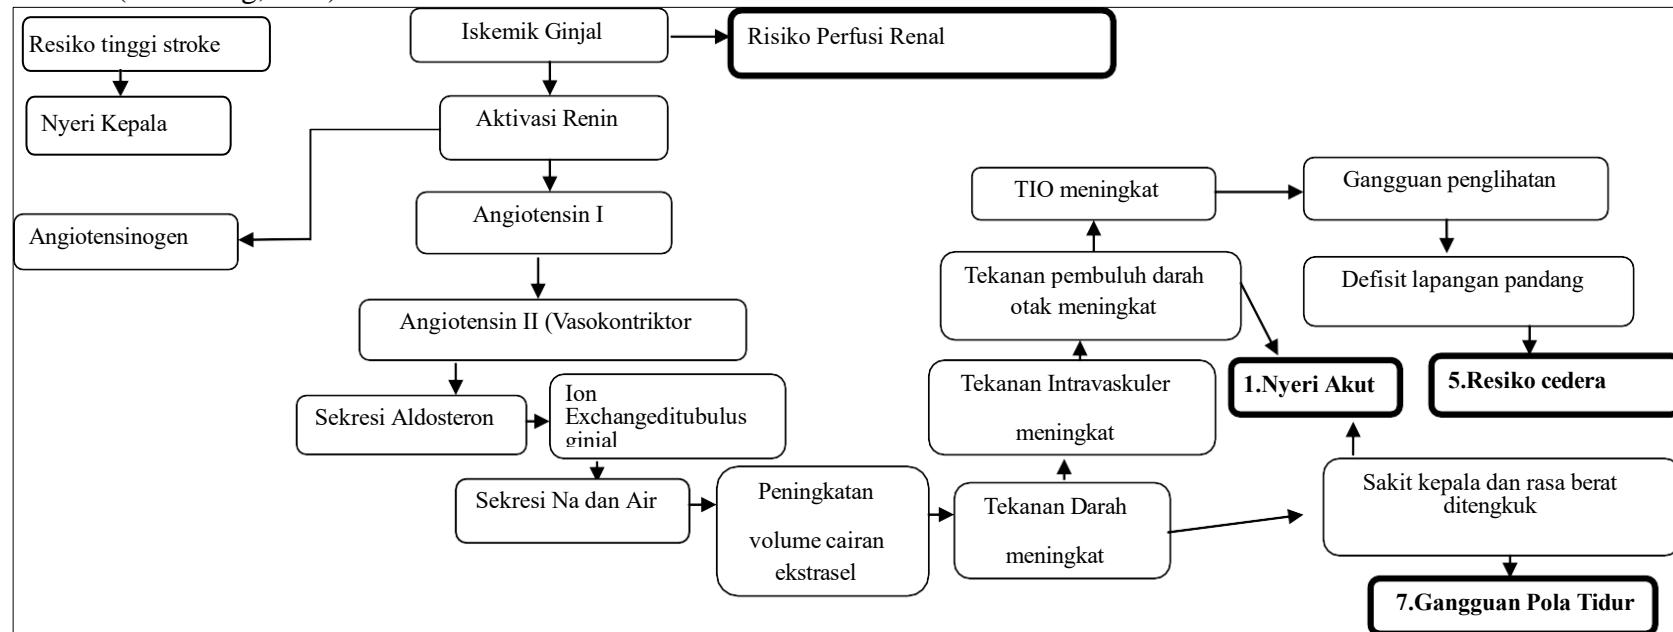 Resiko tinggi stroke
Iskemik Ginjal
Risiko Perfusi Renal
Nyeri Kepala
Aktivasi Renin
TIO meningkat
Gangguan penglihatan
Angiotensinogen
Angiotensin I
Tekanan pembuluh darah
otak meningkat
Defisit lapangan pandang
Angiotensin II (Vasokontriktor
Tekanan Intravaskuler
meningkat
1.Nyeri Akut
5.Resiko cedera
Sekresi Aldosteron
Ion
Exchangeditubulus
ginjal
Sekresi Na dan Air
Peningkatan
volume cairan
ekstrasel
Tekanan Darah
meningkat
Sakit kepala dan rasa berat
ditengkuk
7.Gangguan Pola Tidur